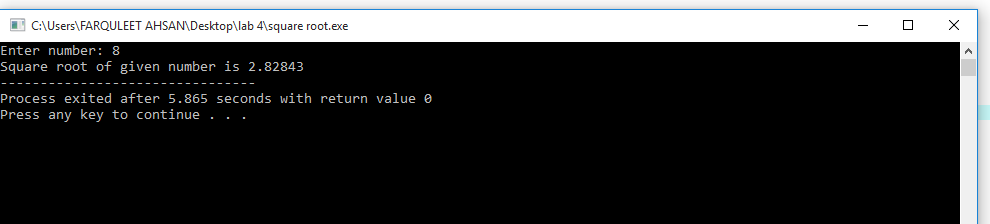 C:\Users\FARQULEET AHSAN\Desktop\lab 4\square root.exe
Enter number: 8
Square root of given number is 2.82843
--------------------------------
Process exited after 5.865 seconds with return value 0
Press any key to continue . . .